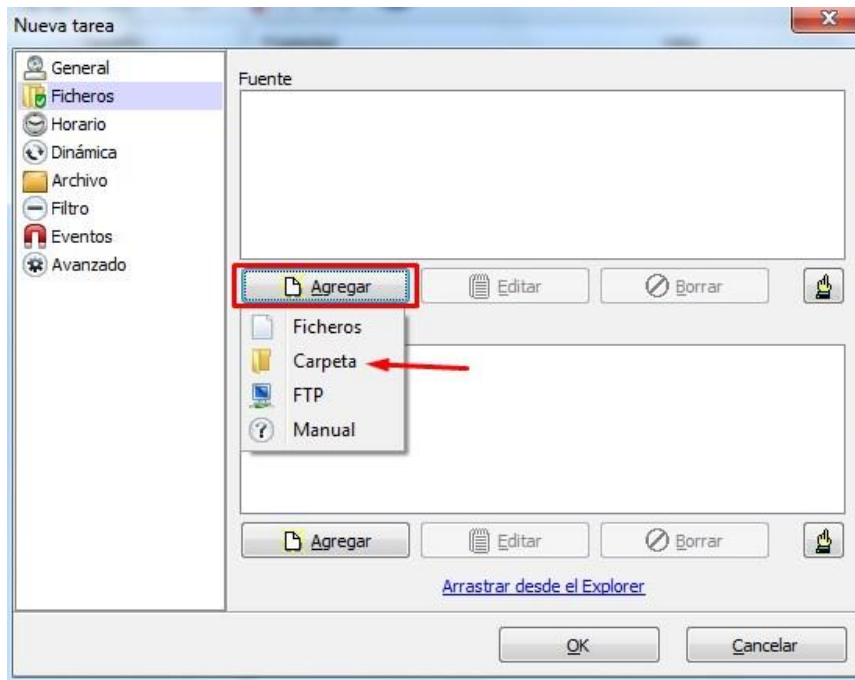 Nueva tarea
General
Ficheros
Horario
Dinámica
Archivo
Filtro
Eventos
Avanzado
Fuente
Agregar
Editar
Borrar
Ficheros
Carpeta
FTP
Manual
Agregar
Editar
Borrar
Arrastrar desde el Explorer
OK
Cancelar